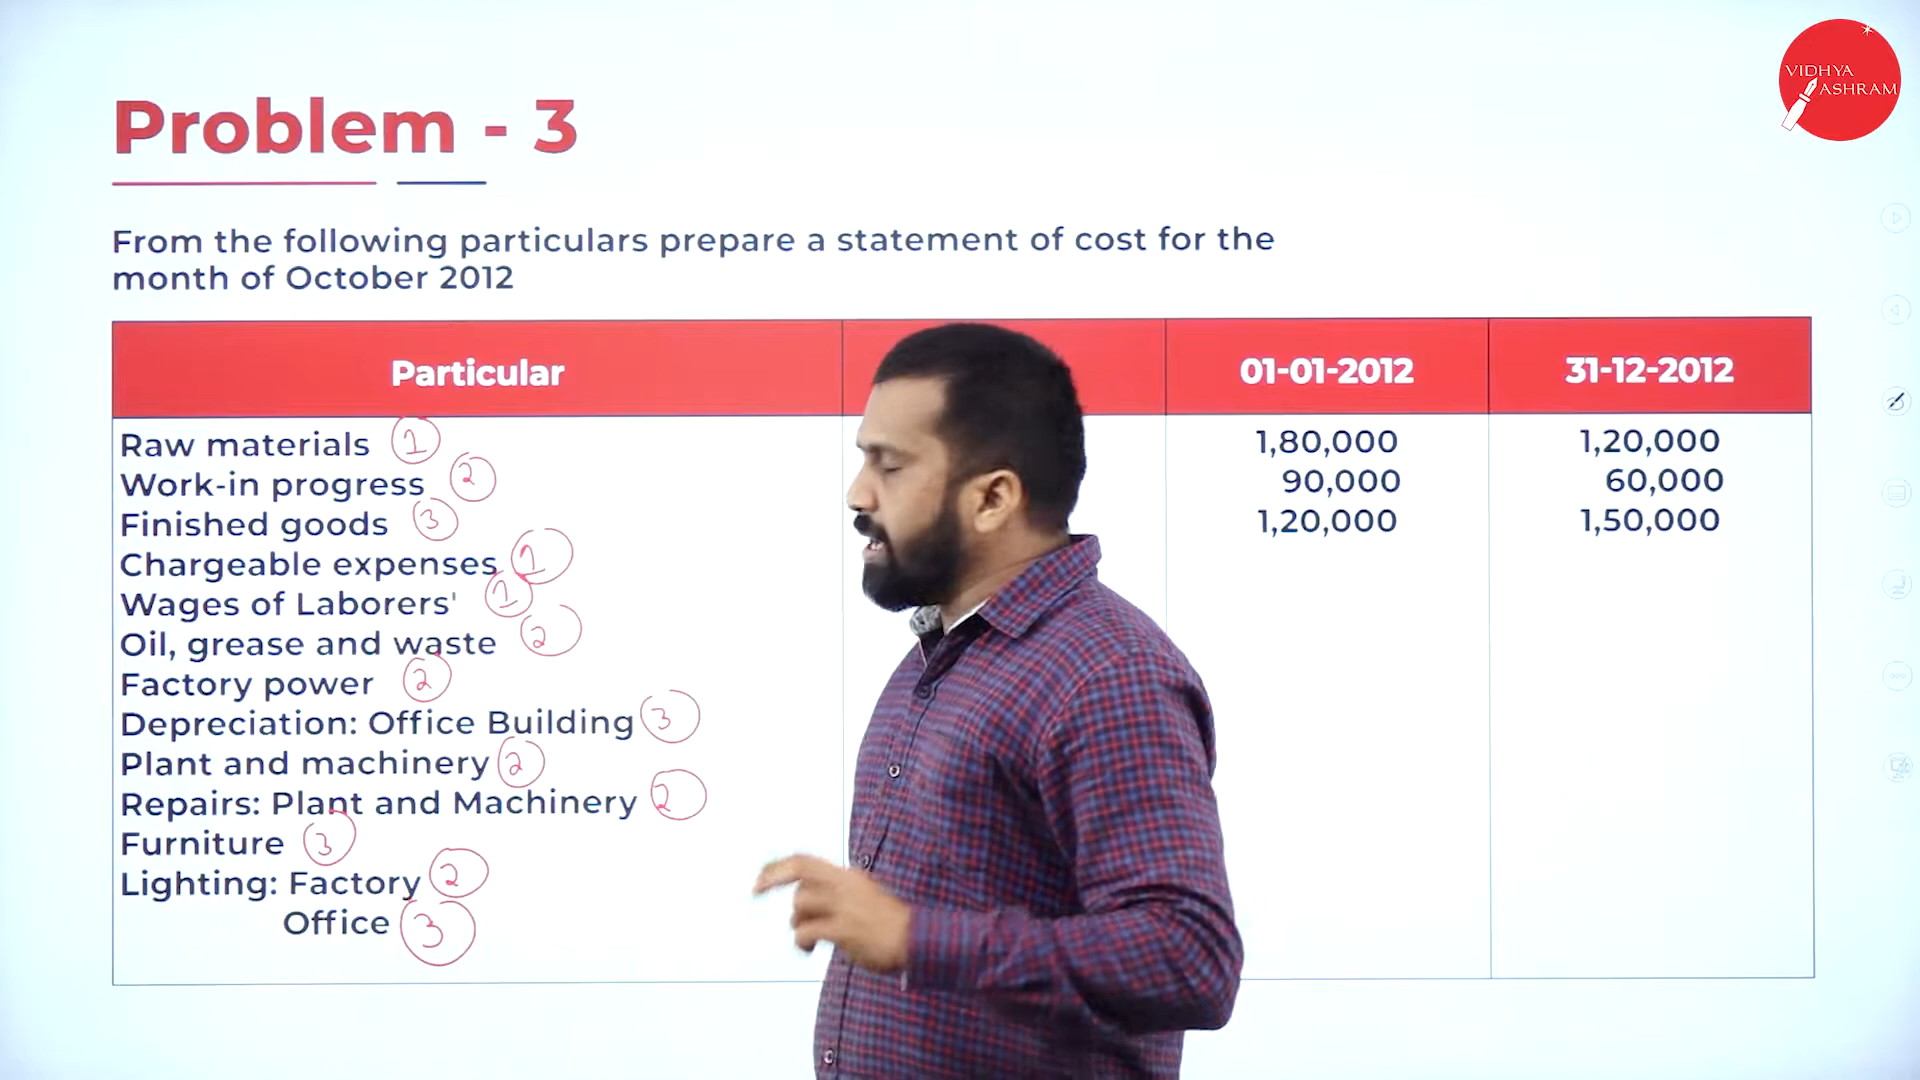 VIDHYA
ASHRAM
Problem - 3
From the following particulars prepare a statement of cost for the
month of October 2012
Particular 01-01-2012 31-12-2012
Raw materials 1 1,80,000 1,20,000
Work-in progress 2 90,000 60,000
Finished goods 3 1,20,000 1,50,000
Chargeable expenses 1
Wages of Laborers' 1
Oil, grease and waste 2
Factory power 2
Depreciation: Office Building 3
Plant and machinery 2
Repairs: Plant and Machinery 2
Furniture 3
Lighting: Factory 2
Office 3